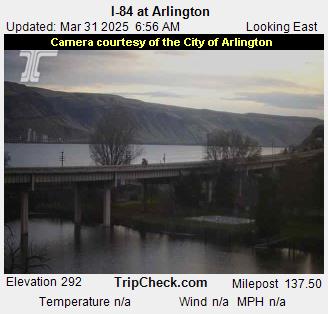 I-84 at Arlington
Updated: Mar 31 2025 6:56 AM Looking East
Camera courtesy of the City of Arlington
Elevation 292 TripCheck.com Milepost 137.50
Temperature n/a Wind n/a MPH n/a